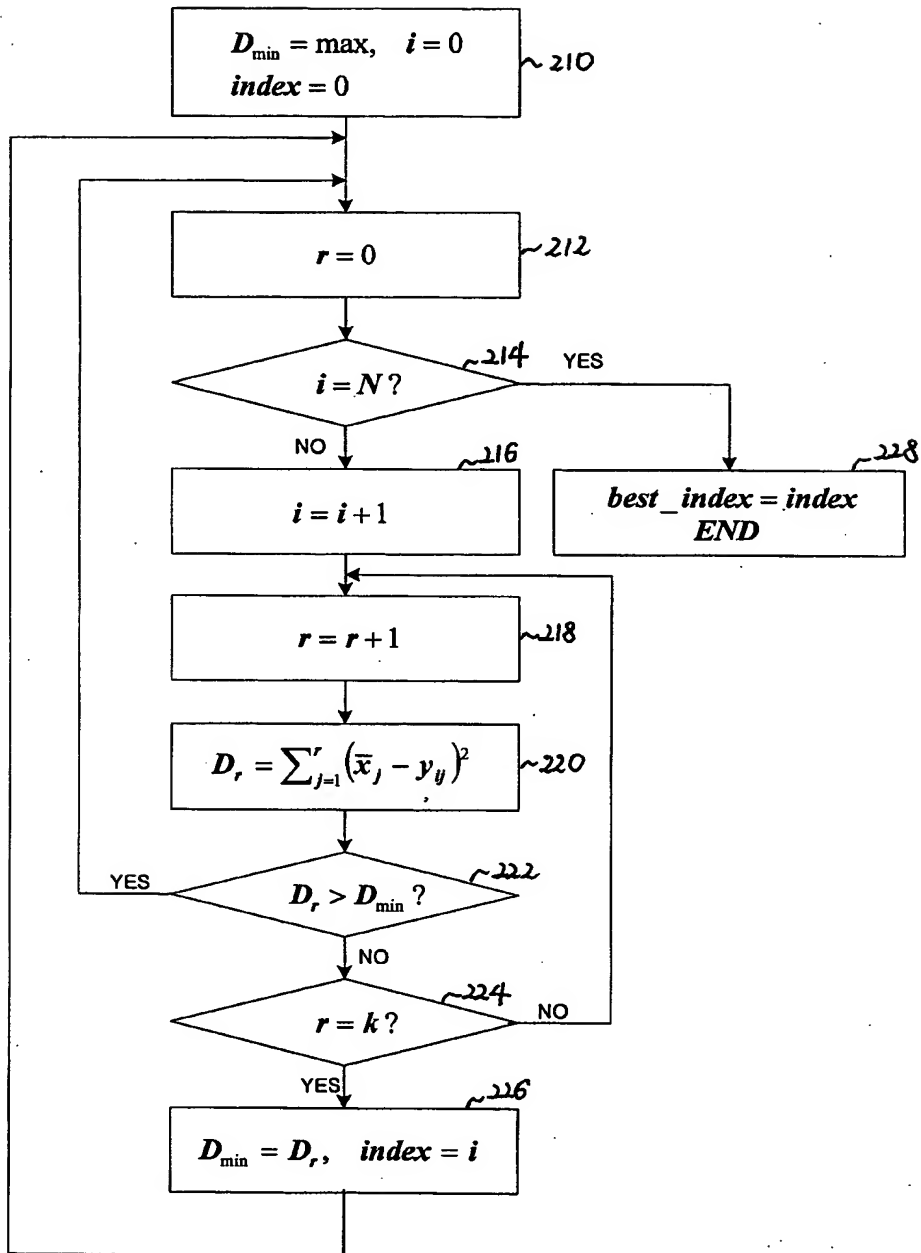 D_min = max, i = 0
index = 0
~210
r = 0
~212
i = N ?
~214
YES
NO
~216
i = i + 1
~228
best_index = index
END
r = r + 1
~218
D_r = ∑_{j=1}^{r} (x̄_j − y_ij)²
~220
YES
D_r > D_min ?
~222
NO
r = k ?
~224
NO
YES
~226
D_min = D_r, index = i